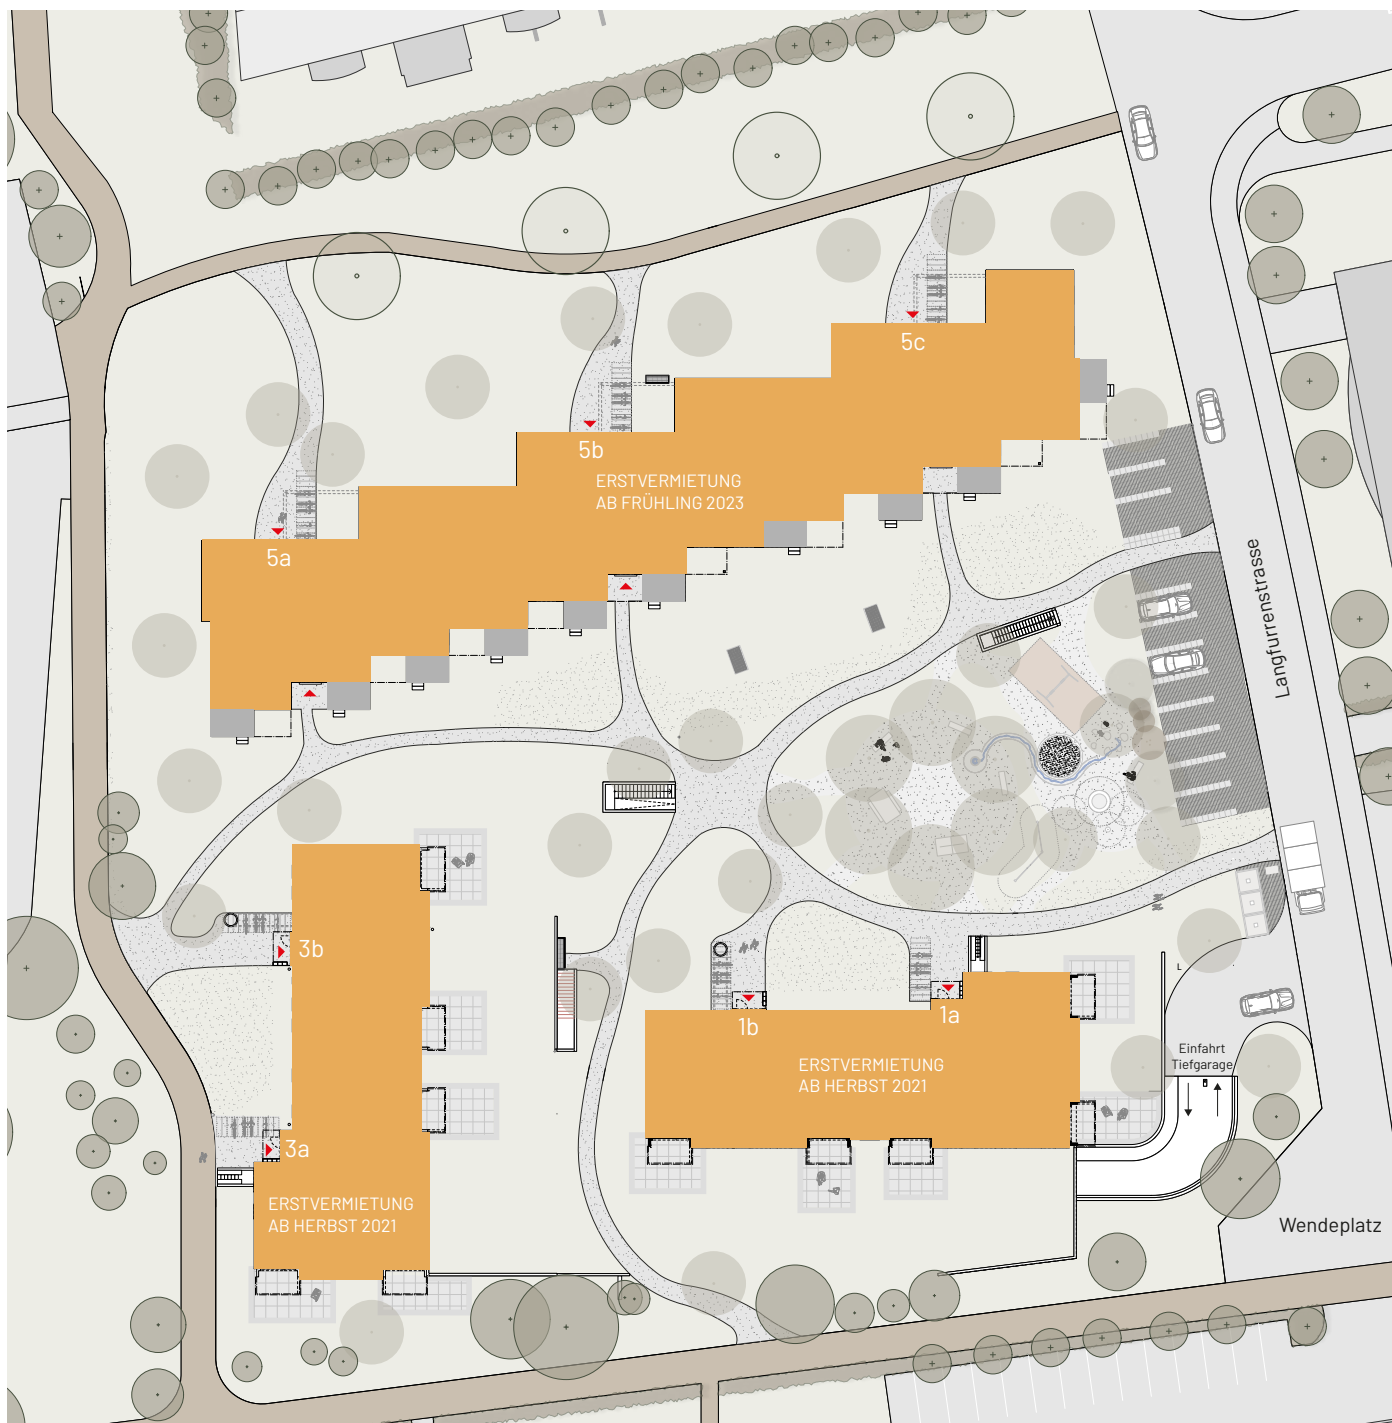 5c
5b
ERSTVERMIETUNG
AB FRÜHLING 2023
5a
Langfurrenstrasse
3b
1a
1b
Einfahrt
Tiefgarage
ERSTVERMIETUNG
AB HERBST 2021
3a
ERSTVERMIETUNG
AB HERBST 2021
Wendeplatz
L